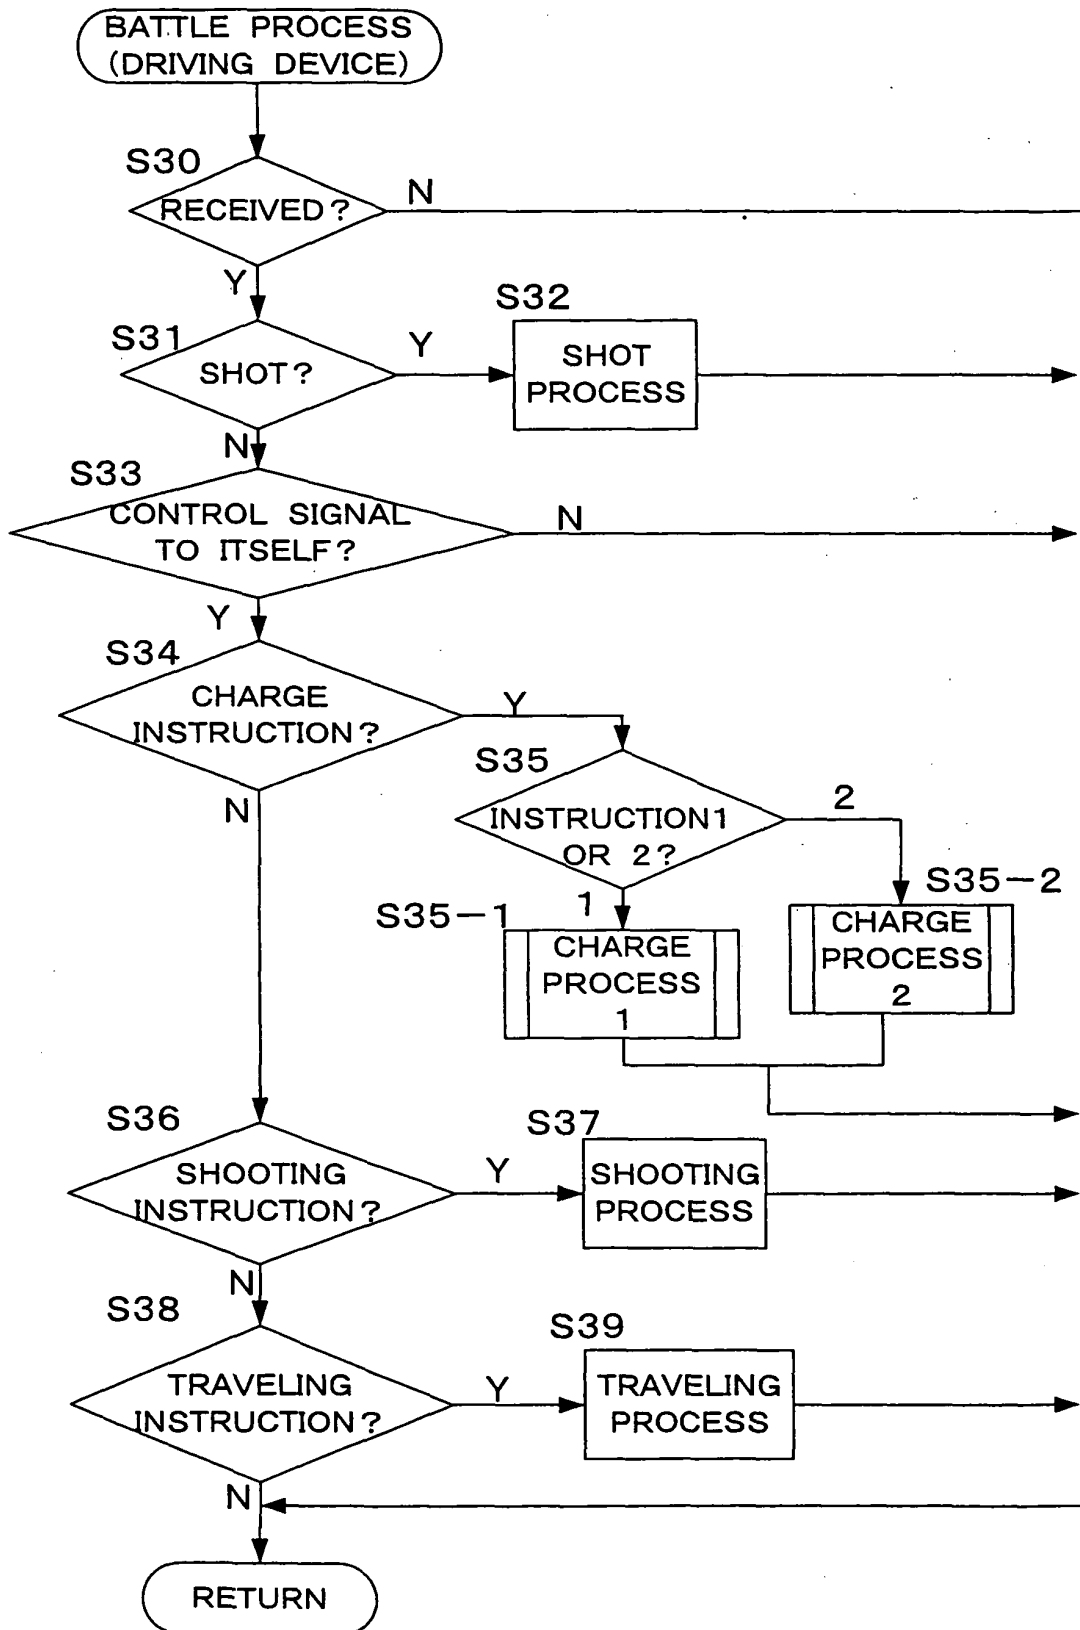 BATTLE PROCESS
(DRIVING DEVICE)
S30
RECEIVED?
N
Y
S31
SHOT?
Y
S32
SHOT
PROCESS
N
S33
CONTROL SIGNAL
TO ITSELF?
N
Y
S34
CHARGE
INSTRUCTION?
Y
S35
INSTRUCTION1
OR 2?
2
N
1
S35-1
CHARGE
PROCESS
1
S35-2
CHARGE
PROCESS
2
S36
SHOOTING
INSTRUCTION?
Y
S37
SHOOTING
PROCESS
N
S38
TRAVELING
INSTRUCTION?
Y
S39
TRAVELING
PROCESS
N
RETURN